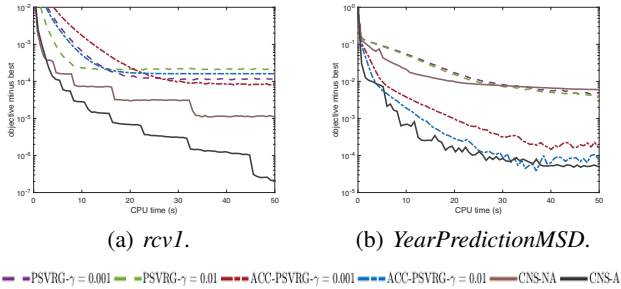 10^-2
10^-3
10^-4
10^-5
10^-6
10^-7
objective minus best
0 10 20 30 40 50
CPU time (s)
10^0
10^-1
10^-2
10^-3
10^-4
10^-5
objective minus best
0 10 20 30 40 50
CPU time (s)
(a) rcv1.
(b) YearPredictionMSD.
PSVRG-γ = 0.001 PSVRG-γ = 0.01 ACC-PSVRG-γ = 0.001 ACC-PSVRG-γ = 0.01 CNS-NA CNS-A